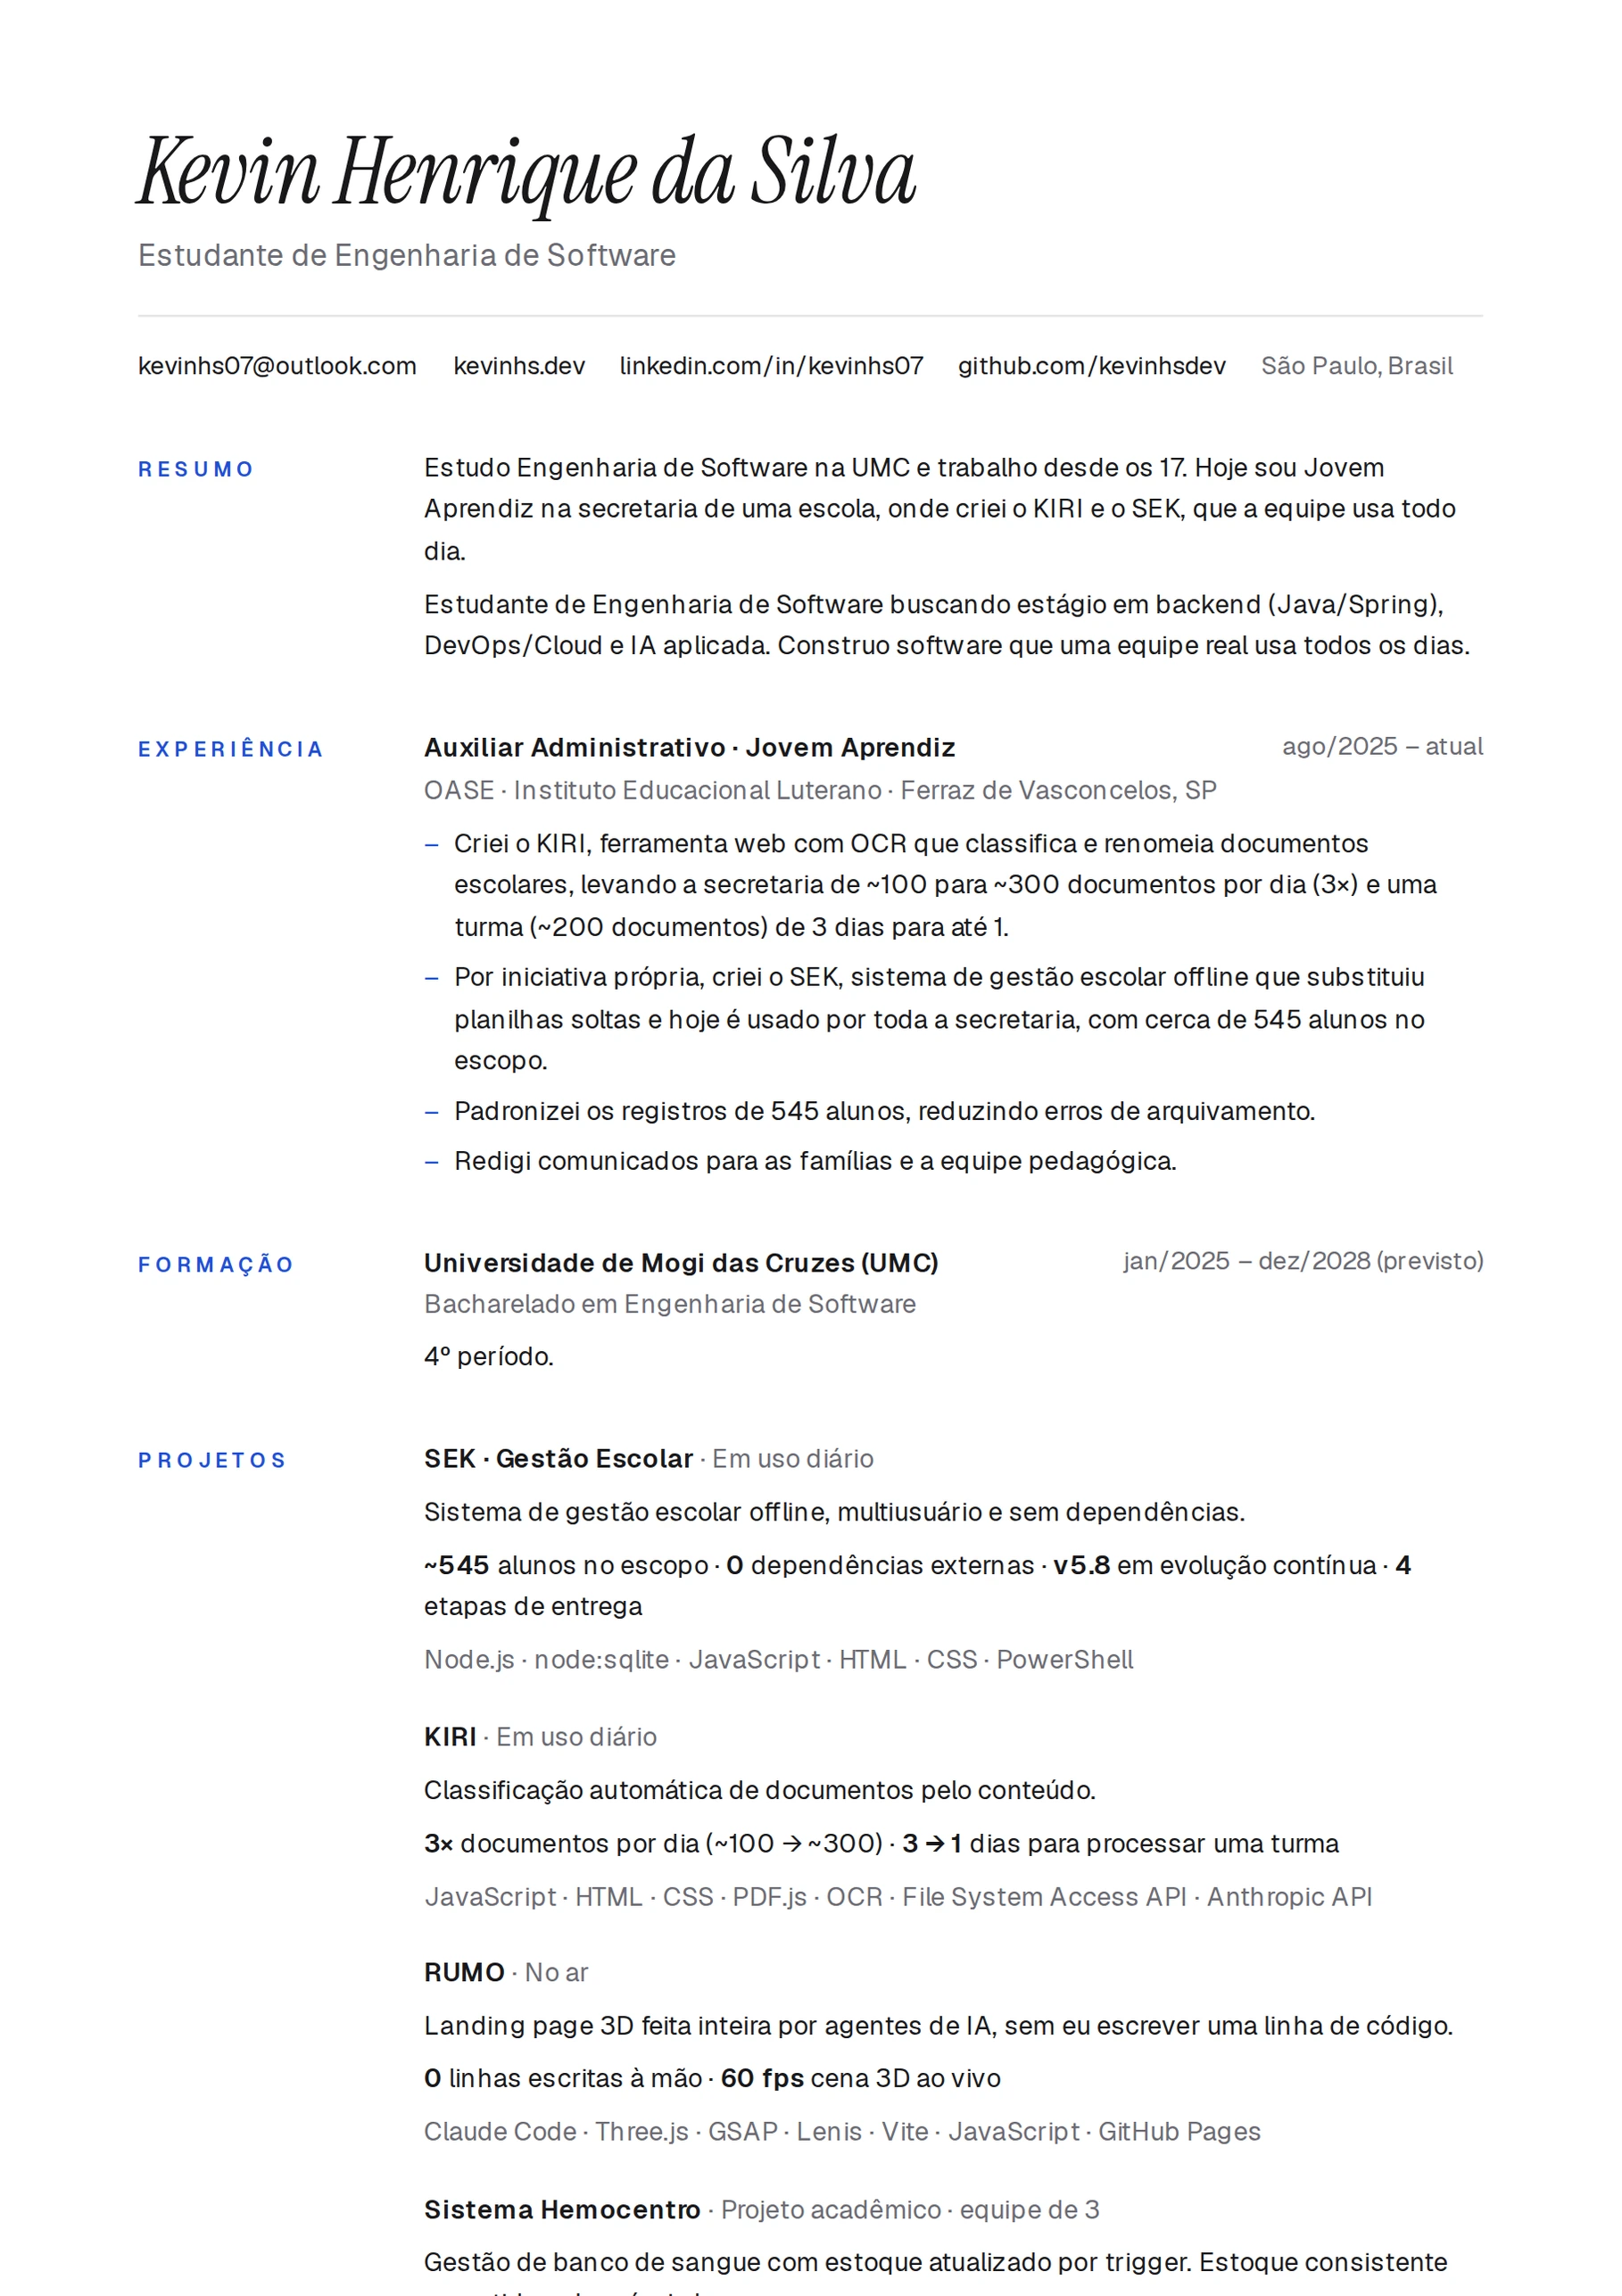 Kevin Henrique da Silva
Estudante de Engenharia de Software
kevinhs07@outlook.com kevinhs.dev linkedin.com/in/kevinhs07 github.com/kevinhsdev São Paulo, Brasil
RESUMO
Estudo Engenharia de Software na UMC e trabalho desde os 17. Hoje sou Jovem
Aprendiz na secretaria de uma escola, onde criei o KIRI e o SEK, que a equipe usa todo
dia.
Estudante de Engenharia de Software buscando estágio em backend (Java/Spring),
DevOps/Cloud e IA aplicada. Construo software que uma equipe real usa todos os dias.
EXPERIÊNCIA
Auxiliar Administrativo · Jovem Aprendiz ago/2025 – atual
OASE · Instituto Educacional Luterano · Ferraz de Vasconcelos, SP
– Criei o KIRI, ferramenta web com OCR que classifica e renomeia documentos
escolares, levando a secretaria de ~100 para ~300 documentos por dia (3×) e uma
turma (~200 documentos) de 3 dias para até 1.
– Por iniciativa própria, criei o SEK, sistema de gestão escolar offline que substituiu
planilhas soltas e hoje é usado por toda a secretaria, com cerca de 545 alunos no
escopo.
– Padronizei os registros de 545 alunos, reduzindo erros de arquivamento.
– Redigi comunicados para as famílias e a equipe pedagógica.
FORMAÇÃO
Universidade de Mogi das Cruzes (UMC) jan/2025 – dez/2028 (previsto)
Bacharelado em Engenharia de Software
4º período.
PROJETOS
SEK · Gestão Escolar · Em uso diário
Sistema de gestão escolar offline, multiusuário e sem dependências.
~545 alunos no escopo · 0 dependências externas · v5.8 em evolução contínua · 4
etapas de entrega
Node.js · node:sqlite · JavaScript · HTML · CSS · PowerShell
KIRI · Em uso diário
Classificação automática de documentos pelo conteúdo.
3× documentos por dia (~100 → ~300) · 3 → 1 dias para processar uma turma
JavaScript · HTML · CSS · PDF.js · OCR · File System Access API · Anthropic API
RUMO · No ar
Landing page 3D feita inteira por agentes de IA, sem eu escrever uma linha de código.
0 linhas escritas à mão · 60 fps cena 3D ao vivo
Claude Code · Three.js · GSAP · Lenis · Vite · JavaScript · GitHub Pages
Sistema Hemocentro · Projeto acadêmico · equipe de 3
Gestão de banco de sangue com estoque atualizado por trigger. Estoque consistente